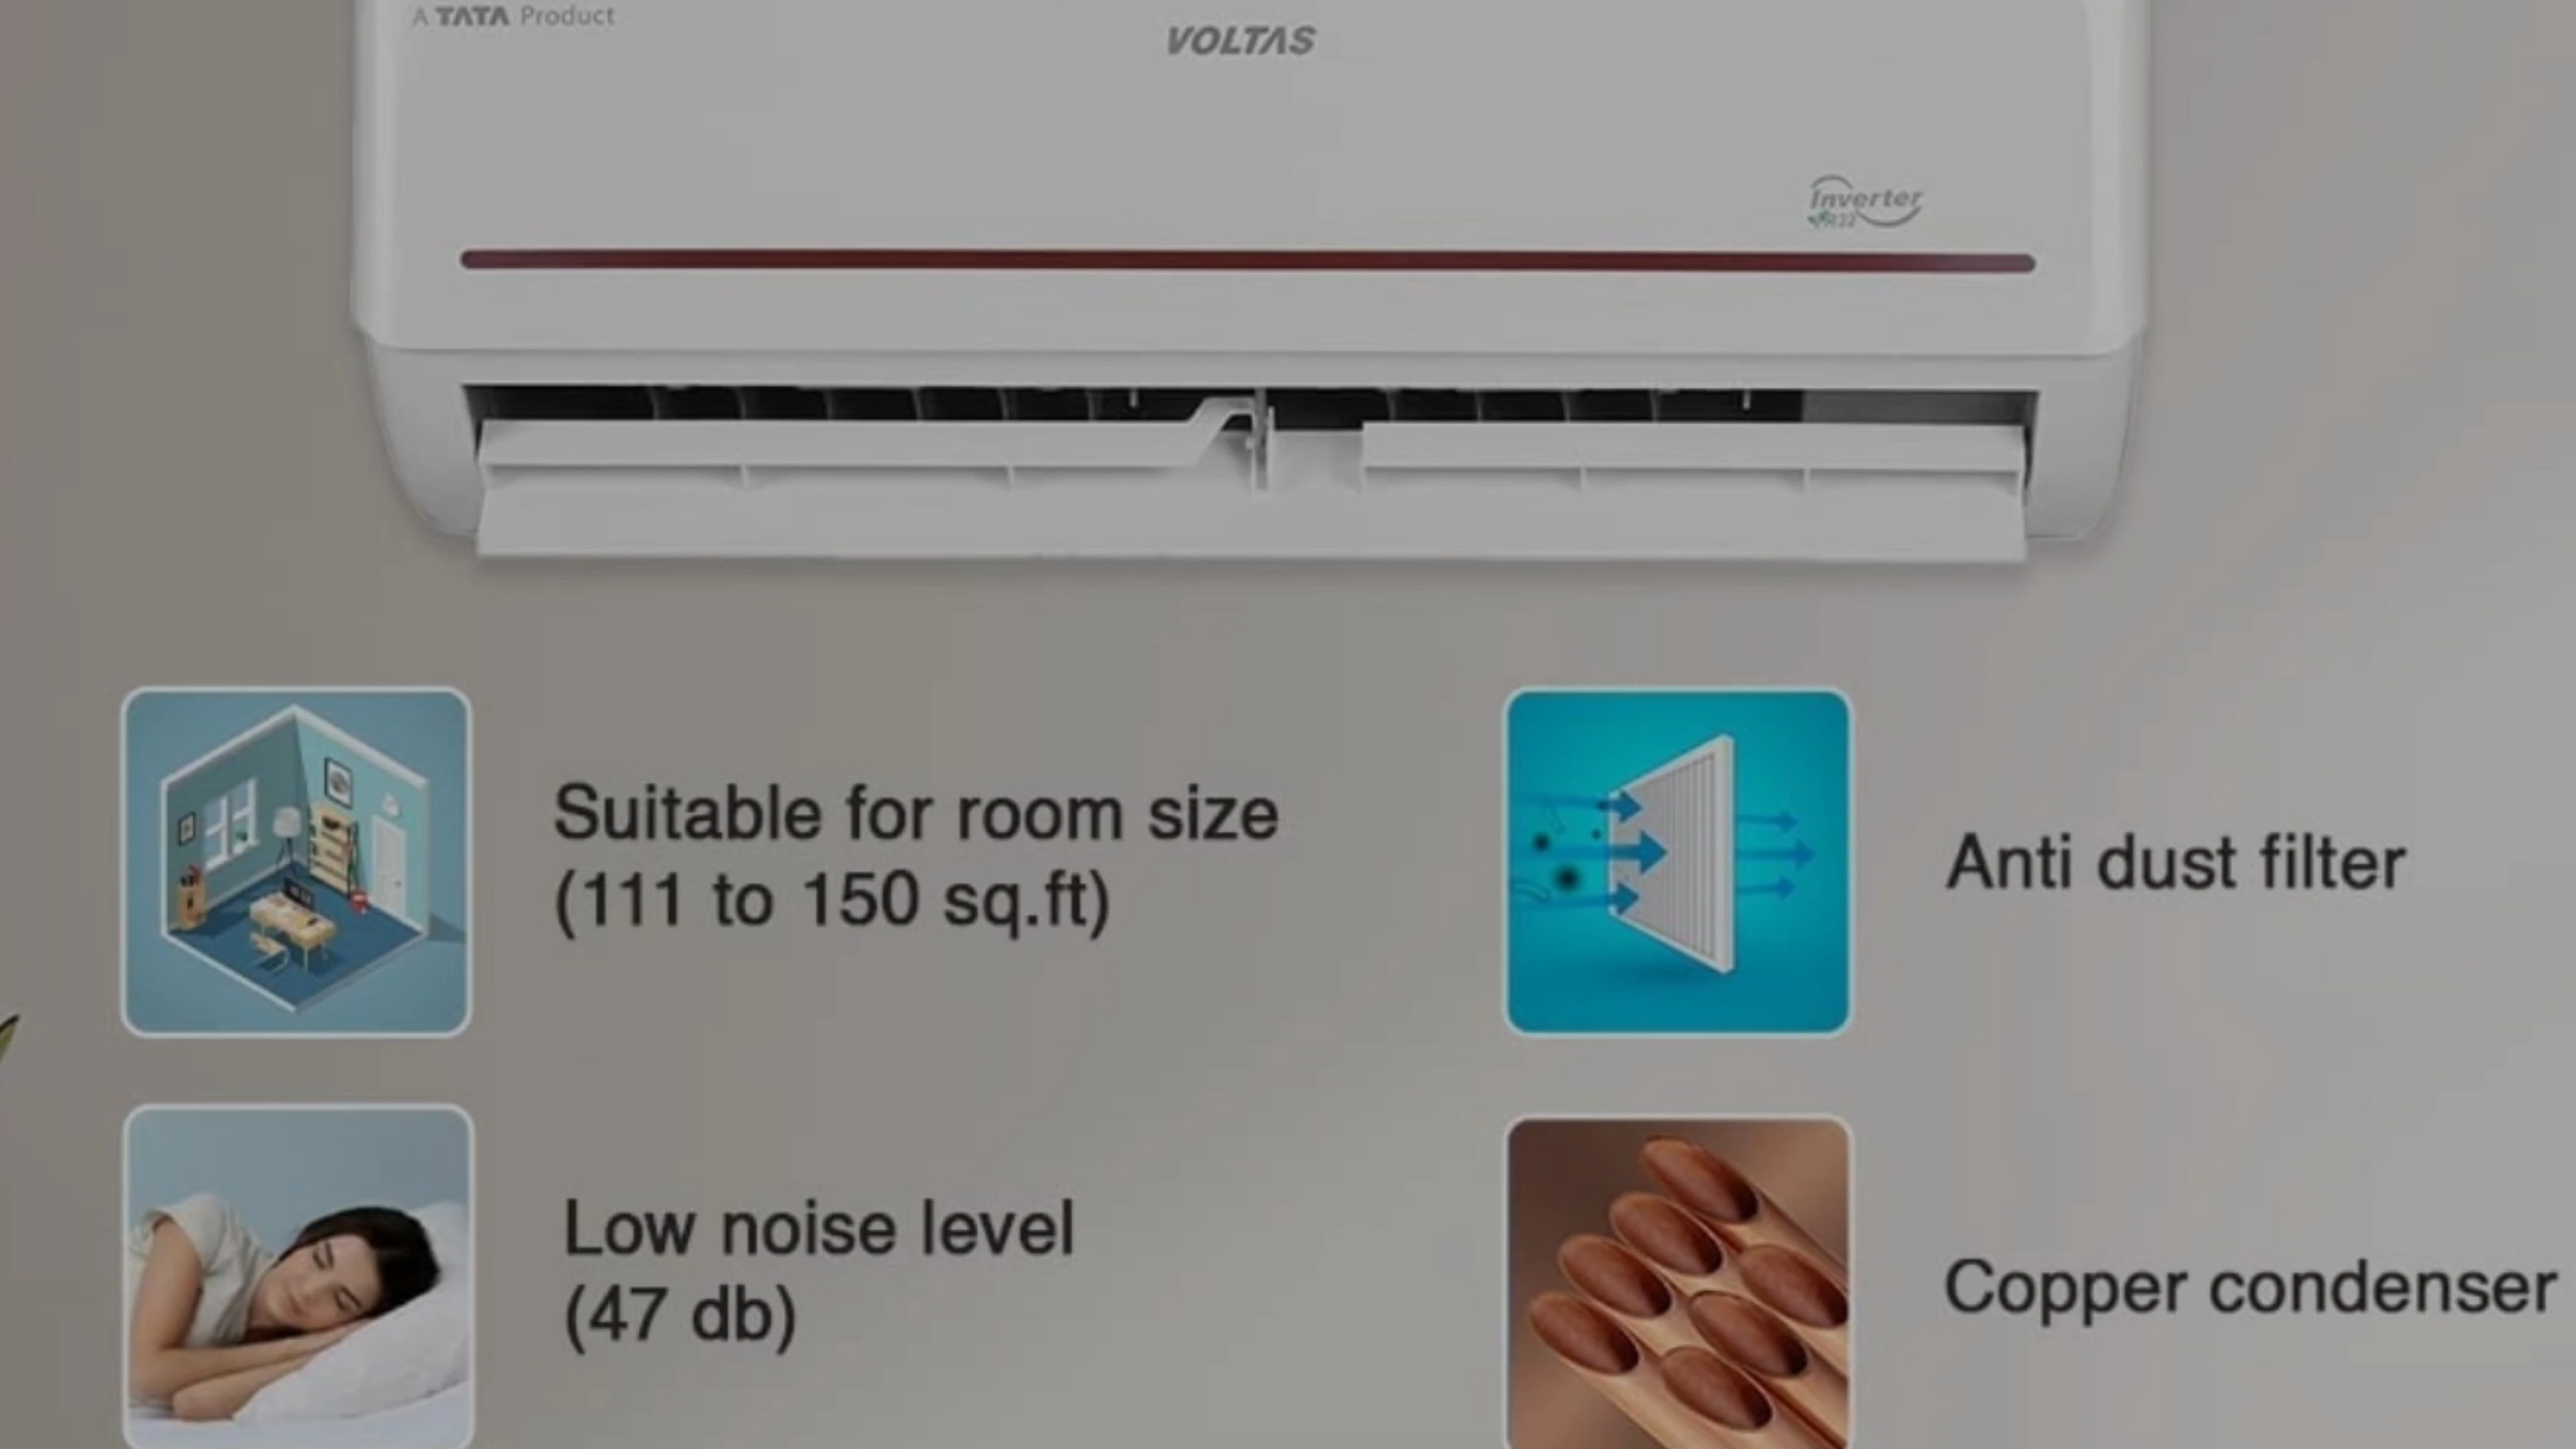 A TATA Product
VOLTAS
Inverter
Suitable for room size
(111 to 150 sq.ft)
Anti dust filter
Low noise level
(47 db)
Copper condenser